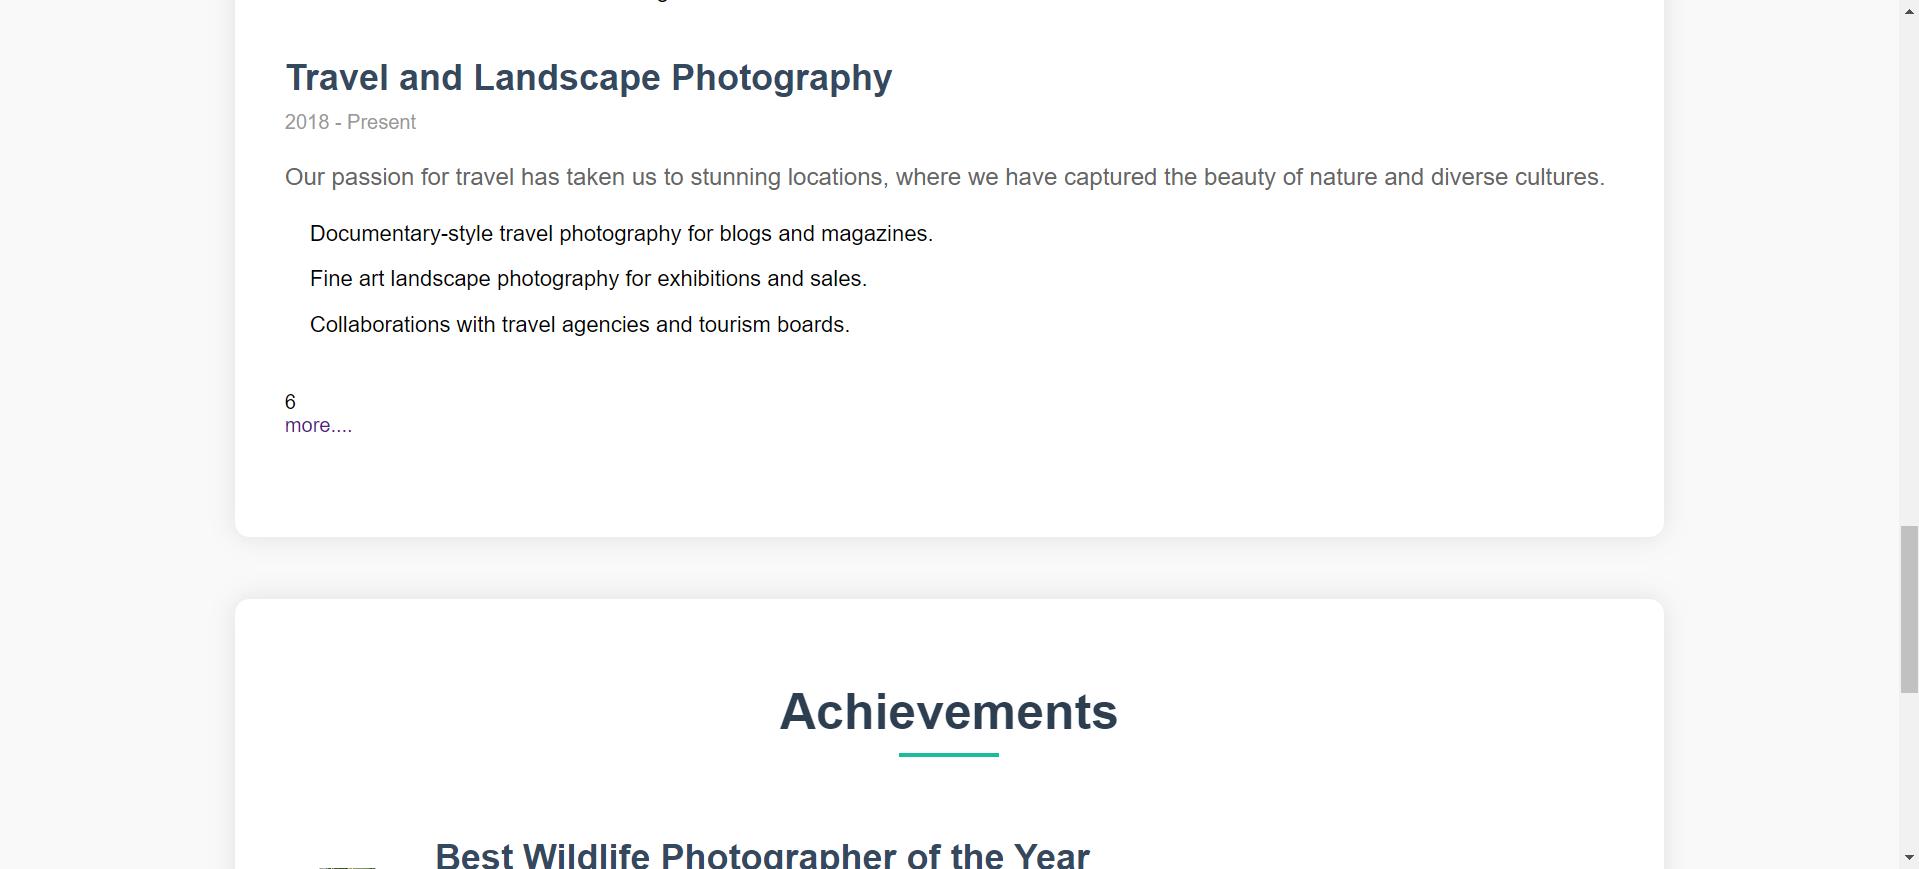 Travel and Landscape Photography
2018 - Present
Our passion for travel has taken us to stunning locations, where we have captured the beauty of nature and diverse cultures.
Documentary-style travel photography for blogs and magazines.
Fine art landscape photography for exhibitions and sales.
Collaborations with travel agencies and tourism boards.
6
more....
Achievements
Best Wildlife Photographer of the Year